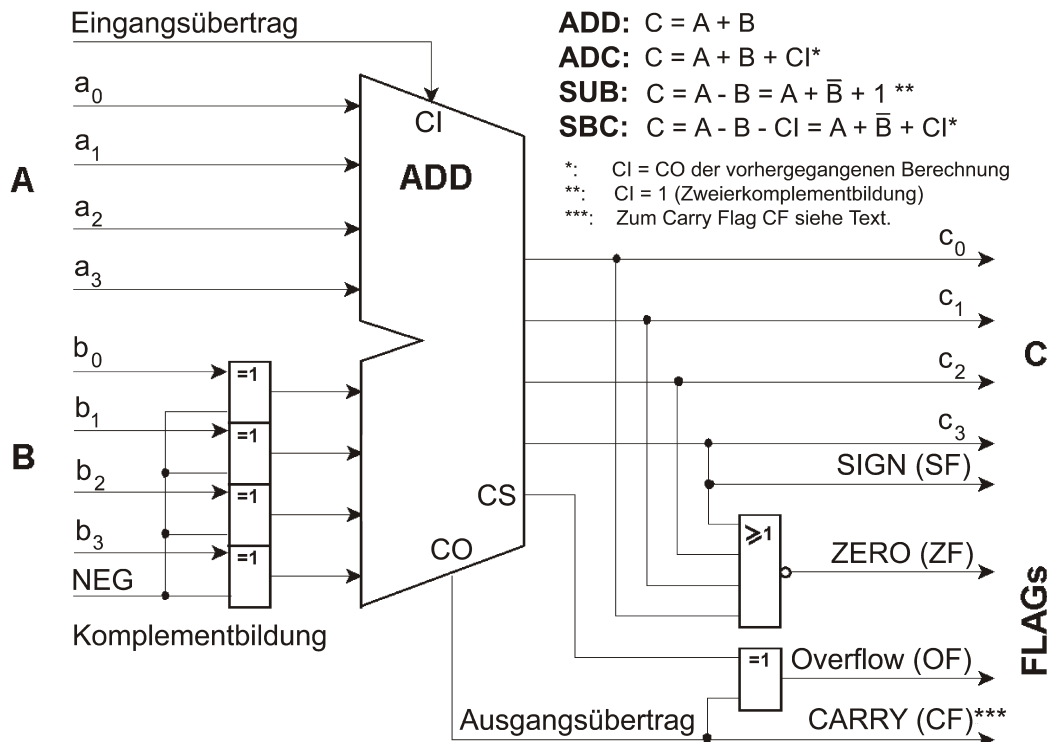 Eingangsübertrag
ADD: C = A + B
ADC: C = A + B + CI*
SUB: C = A - B = A + B̅ + 1 **
SBC: C = A - B - CI = A + B̅ + CI*
*: CI = CO der vorhergegangenen Berechnung
**: CI = 1 (Zweierkomplementbildung)
***: Zum Carry Flag CF siehe Text.
A
a0
a1
a2
a3
CI
ADD
B
b0
b1
b2
b3
NEG
=1
=1
=1
=1
Komplementbildung
CS
CO
c0
c1
c2
c3
C
SIGN (SF)
≥1
ZERO (ZF)
=1
Overflow (OF)
Ausgangsübertrag
CARRY (CF)***
FLAGs